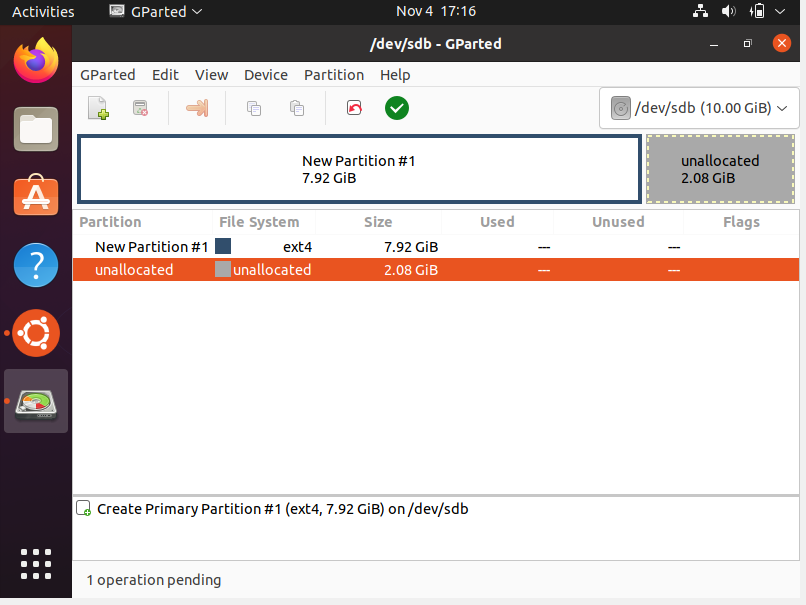 Activities GParted Nov 4 17:16
/dev/sdb - GParted
GParted Edit View Device Partition Help
/dev/sdb (10.00 GiB)
New Partition #1
7.92 GiB
unallocated
2.08 GiB
Partition File System Size Used Unused Flags
New Partition #1 ext4 7.92 GiB --- ---
unallocated unallocated 2.08 GiB --- ---
Create Primary Partition #1 (ext4, 7.92 GiB) on /dev/sdb
1 operation pending